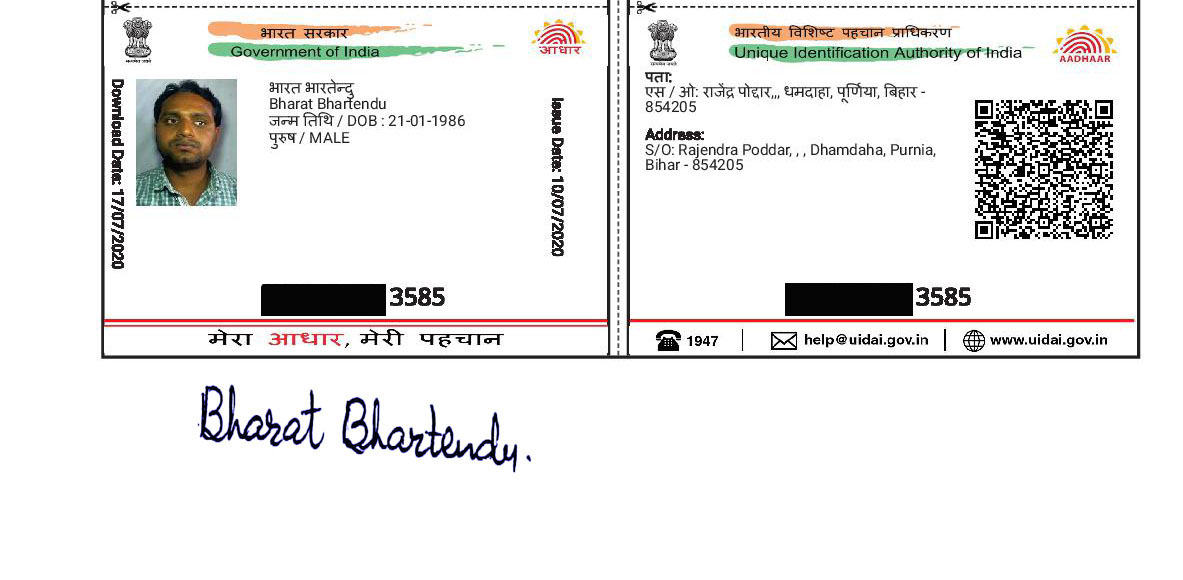 भारत सरकार
Government of India
आधार
Download Date: 17/07/2020
भारत भारतेन्दु
Bharat Bhartendu
जन्म तिथि / DOB : 21-01-1986
पुरुष / MALE
Issue Date: 10/07/2020
3585
मेरा आधार, मेरी पहचान
भारतीय विशिष्ट पहचान प्राधिकरण
Unique Identification Authority of India
AADHAAR
पता:
एस / ओ: राजेंद्र पोद्दार,,, धमदाहा, पूर्णिया, बिहार -
854205
Address:
S/O: Rajendra Poddar, , , Dhamdaha, Purnia,
Bihar - 854205
3585
1947
help@uidai.gov.in
www.uidai.gov.in
Bharat Bhartendu.